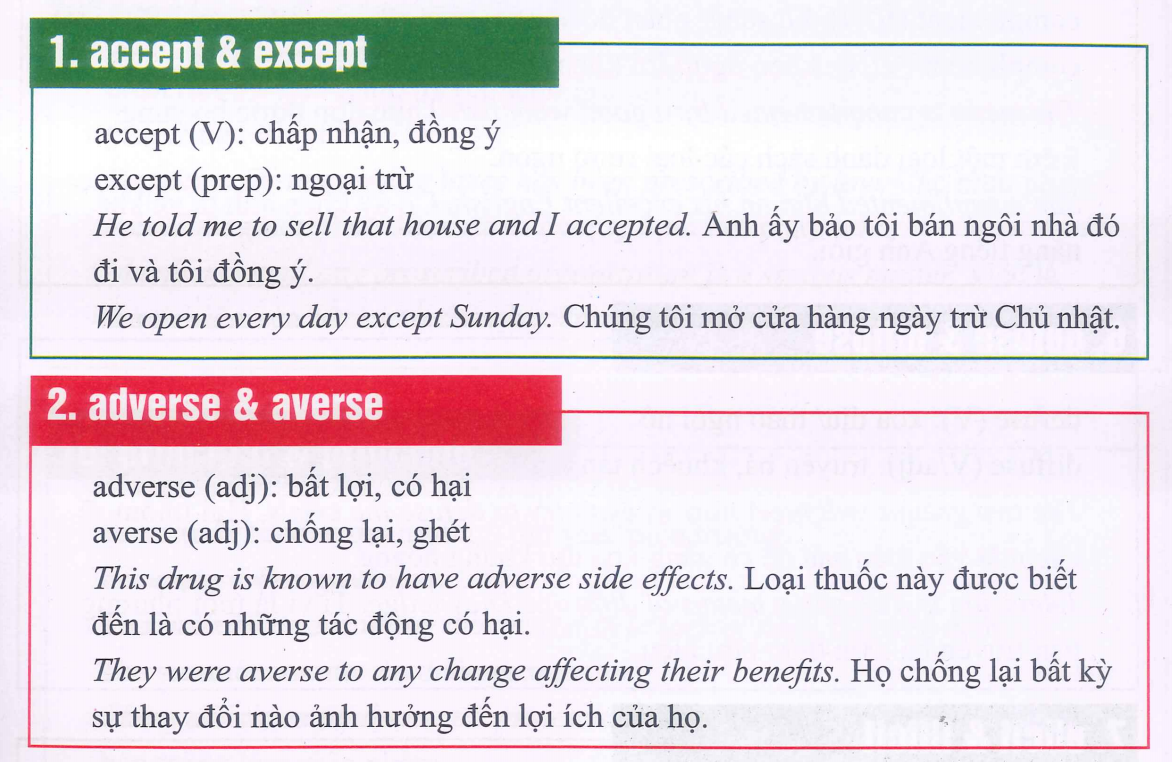 1. accept & except
accept (V): chấp nhận, đồng ý
except (prep): ngoại trừ
He told me to sell that house and I accepted. Anh ấy bảo tôi bán ngôi nhà đó
đi và tôi đồng ý.
We open every day except Sunday. Chúng tôi mở cửa hàng ngày trừ Chủ nhật.
2. adverse & averse
adverse (adj): bất lợi, có hại
averse (adj): chống lại, ghét
This drug is known to have adverse side effects. Loại thuốc này được biết
đến là có những tác động có hại.
They were averse to any change affecting their benefits. Họ chống lại bất kỳ
sự thay đổi nào ảnh hưởng đến lợi ích của họ.